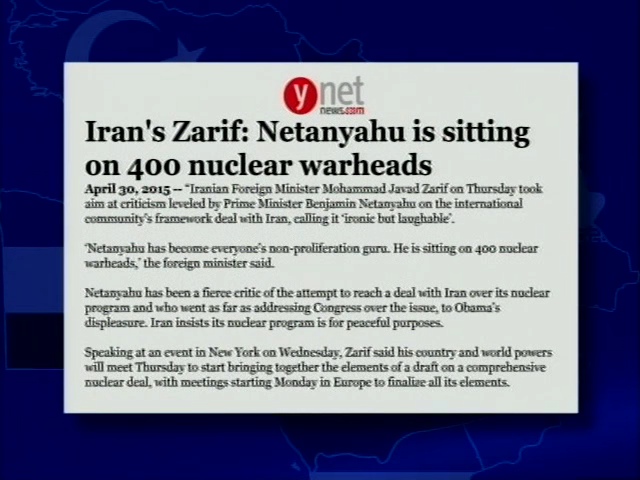 ynet
news.com
Iran's Zarif: Netanyahu is sitting
on 400 nuclear warheads
April 30, 2015 -- “Iranian Foreign Minister Mohammad Javad Zarif on Thursday took
aim at criticism leveled by Prime Minister Benjamin Netanyahu on the international
community's framework deal with Iran, calling it ‘ironic but laughable’.
‘Netanyahu has become everyone's non-proliferation guru. He is sitting on 400 nuclear
warheads,’ the foreign minister said.
Netanyahu has been a fierce critic of the attempt to reach a deal with Iran over its nuclear
program and who went as far as addressing Congress over the issue, to Obama's
displeasure. Iran insists its nuclear program is for peaceful purposes.
Speaking at an event in New York on Wednesday, Zarif said his country and world powers
will meet Thursday to start bringing together the elements of a draft on a comprehensive
nuclear deal, with meetings starting Monday in Europe to finalize all its elements.